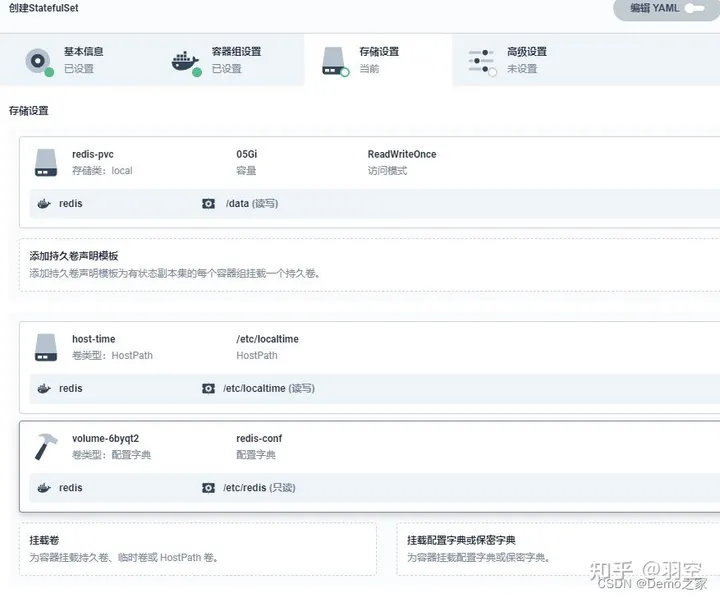 创建StatefulSet
编辑 YAML
基本信息
已设置
容器组设置
已设置
存储设置
当前
高级设置
未设置
存储设置
redis-pvc 05Gi ReadWriteOnce
存储类：local 容量 访问模式
redis /data (读写)
添加持久卷声明模板
添加持久卷声明模板为有状态副本集的每个容器组挂载一个持久卷。
host-time /etc/localtime
卷类型：HostPath HostPath
redis /etc/localtime (读写)
volume-6byqt2 redis-conf
卷类型：配置字典 配置字典
redis /etc/redis (只读)
挂载卷
为容器挂载持久卷、临时卷或 HostPath 卷。
挂载配置字典或保密字典
为容器挂载配置字典或保密字典。
知乎 @羽空
CSDN @Demo之家